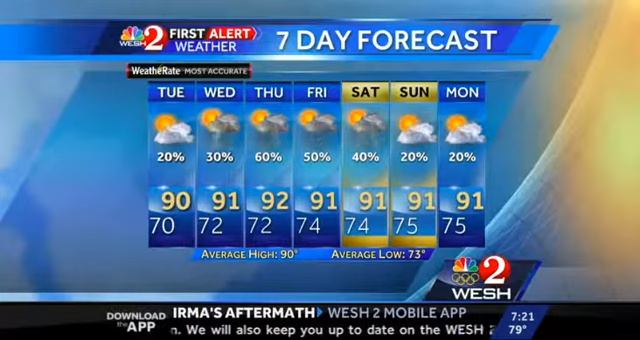 WESH 2 FIRST ALERT WEATHER
7 DAY FORECAST
WeatheRate MOST ACCURATE
TUE WED THU FRI SAT SUN MON
20% 30% 60% 50% 40% 20% 20%
90 91 92 91 91 91 91
70 72 72 74 74 75 75
AVERAGE HIGH: 90° AVERAGE LOW: 73°
2
WESH
DOWNLOAD the APP
IRMA'S AFTERMATH WESH 2 MOBILE APP
n. We will also keep you up to date on the WESH 2
7:21
79°